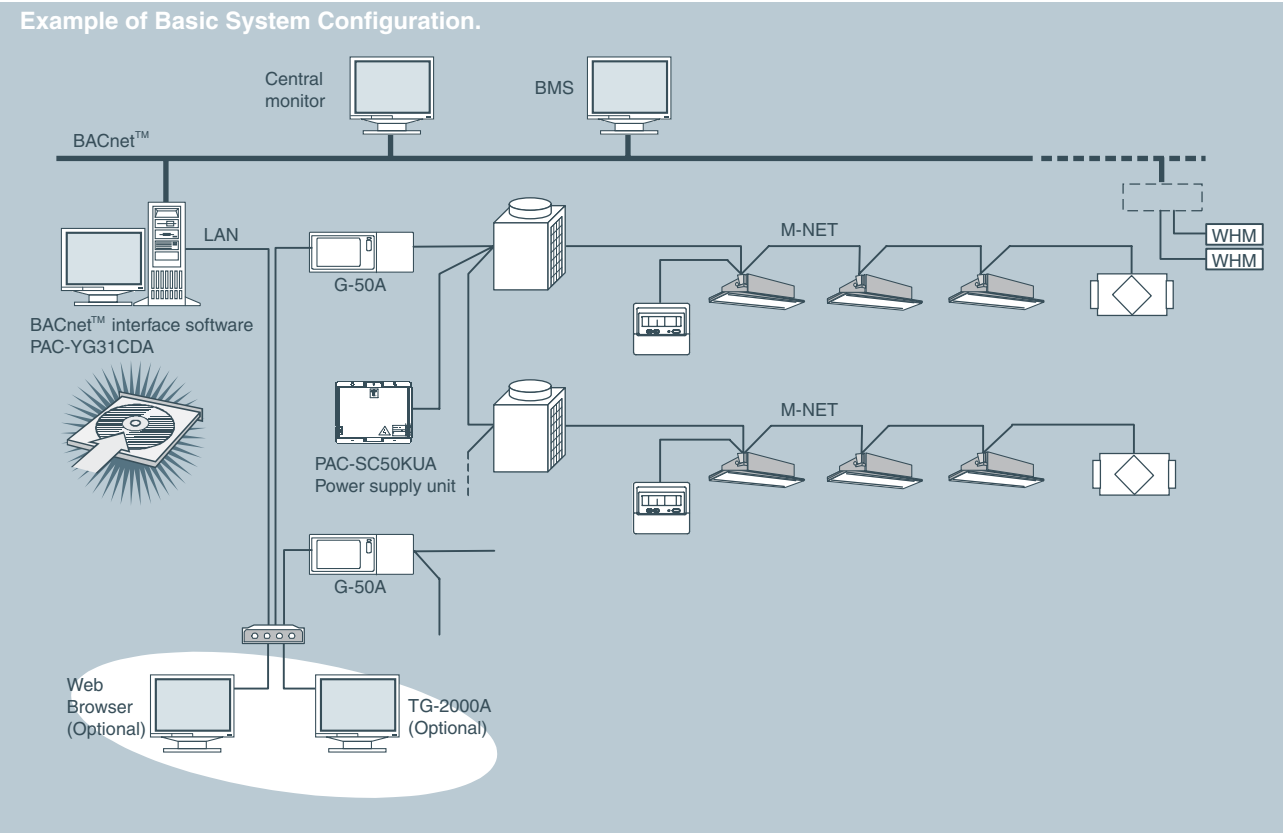 Example of Basic System Configuration.
Central
monitor
BMS
BACnet™
LAN
G-50A
M-NET
WHM
WHM
BACnet™ interface software
PAC-YG31CDA
M-NET
PAC-SC50KUA
Power supply unit
G-50A
Web
Browser
(Optional)
TG-2000A
(Optional)